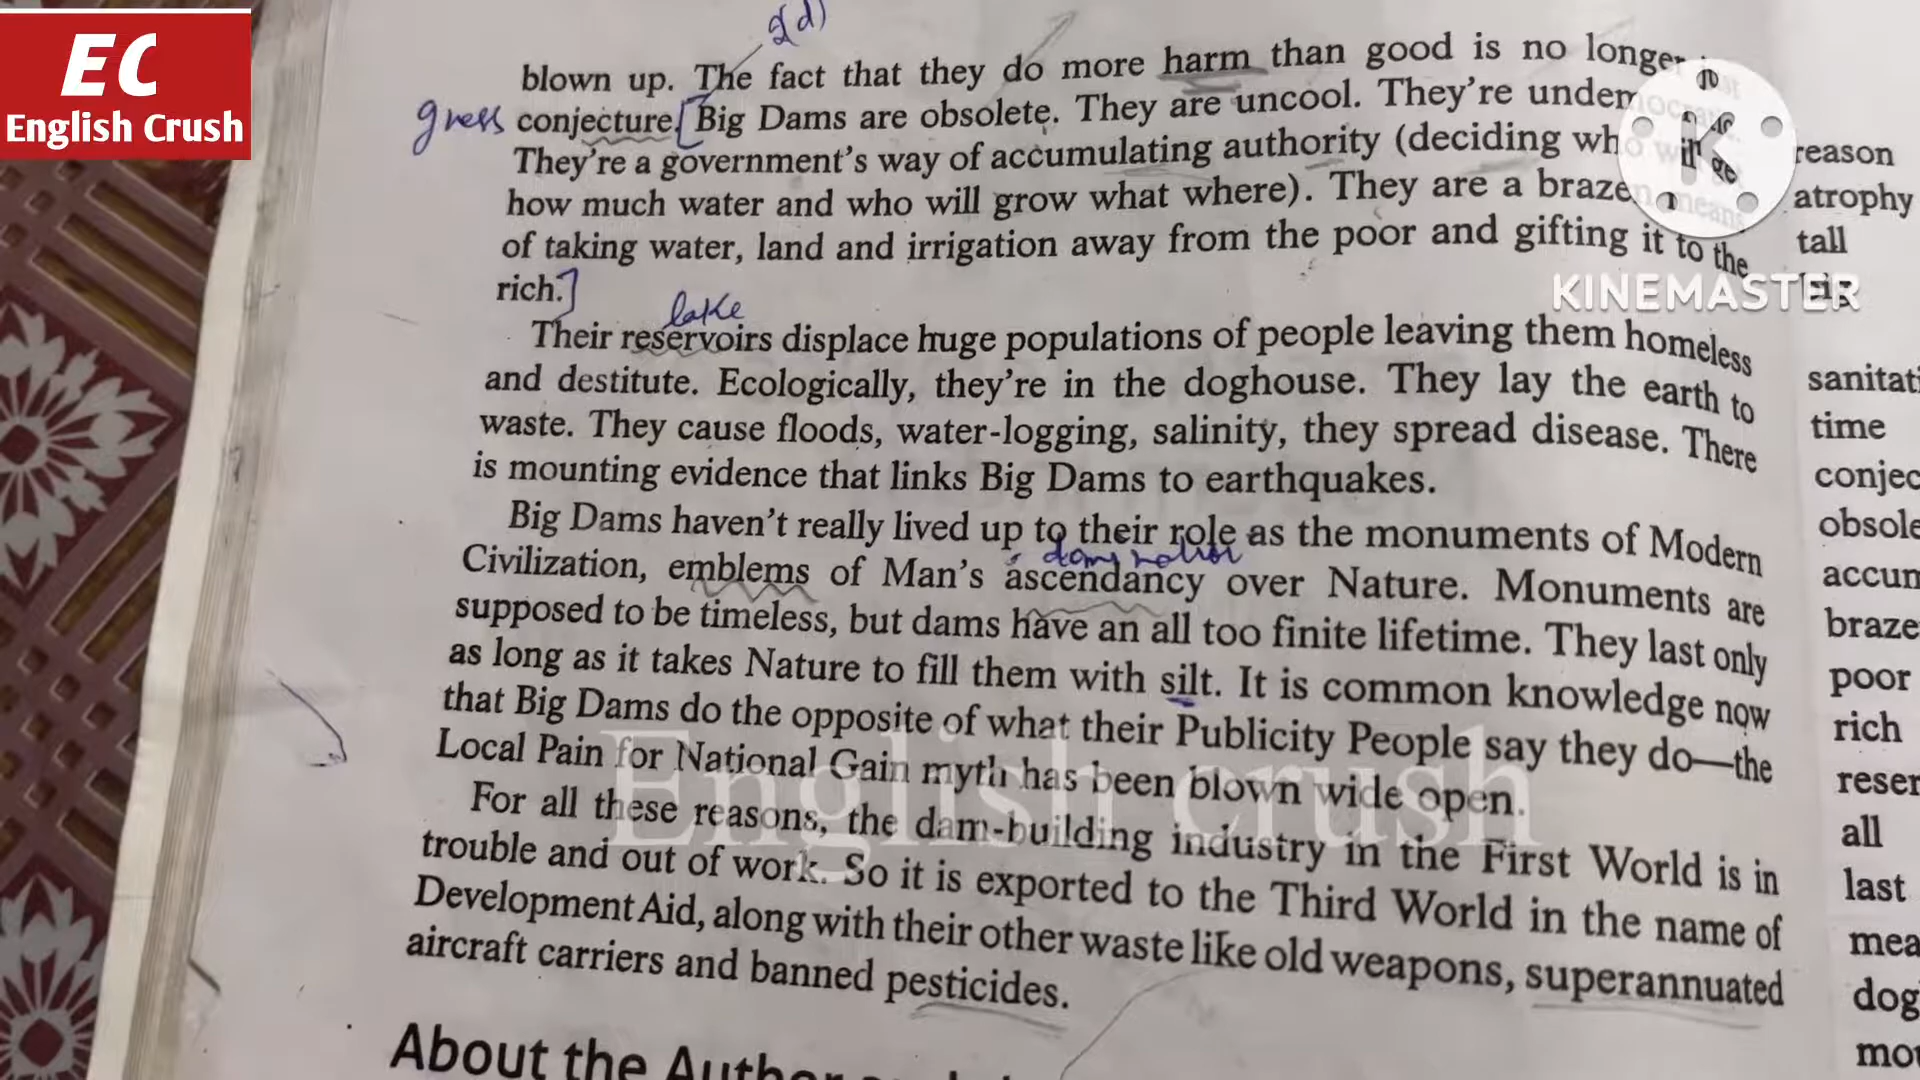 EC
English Crush
2(d)
blown up. The fact that they do more harm than good is no longer just
guess conjecture. [Big Dams are obsolete. They are uncool. They're undemocratic.
They're a government's way of accumulating authority (deciding who will get
how much water and who will grow what where). They are a brazen means
of taking water, land and irrigation away from the poor and gifting it to the
rich.]
lake
Their reservoirs displace huge populations of people leaving them homeless
and destitute. Ecologically, they're in the doghouse. They lay the earth to
waste. They cause floods, water-logging, salinity, they spread disease. There
is mounting evidence that links Big Dams to earthquakes.
Big Dams haven't really lived up to their role as the monuments of Modern
Civilization, emblems of Man's ascendancy over Nature. Monuments are
supposed to be timeless, but dams have an all too finite lifetime. They last only
as long as it takes Nature to fill them with silt. It is common knowledge now
that Big Dams do the opposite of what their Publicity People say they do—the
Local Pain for National Gain myth has been blown wide open.
For all these reasons, the dam-building industry in the First World is in
trouble and out of work. So it is exported to the Third World in the name of
Development Aid, along with their other waste like old weapons, superannuated
aircraft carriers and banned pesticides.
About the Author
reason
atrophy
tall
big
sanitati
time
conjec
obsole
accum
braze
poor
rich
reser
all
last
mea
dog
mo
K
KINEMASTER
English crush